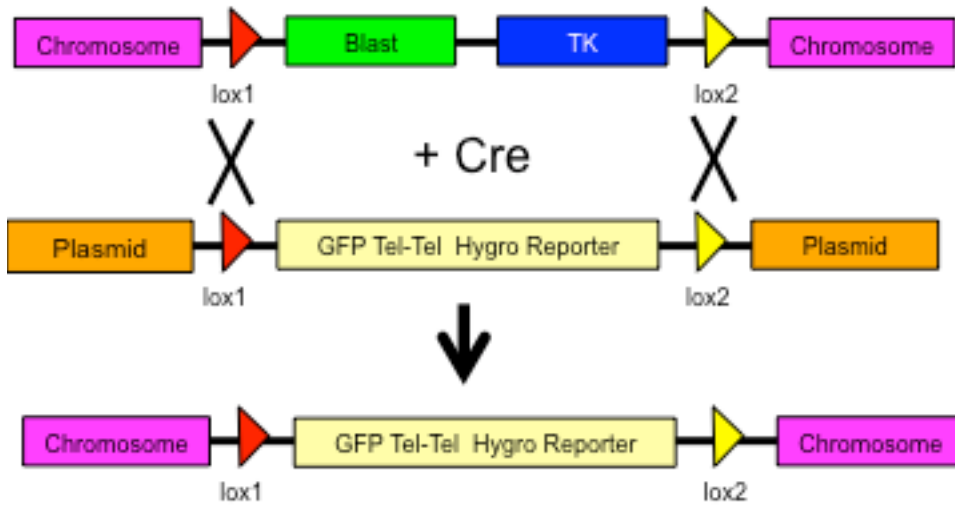 Chromosome Blast TK Chromosome
lox1 lox2
+ Cre
Plasmid GFP Tel-Tel Hygro Reporter Plasmid
lox1 lox2
Chromosome GFP Tel-Tel Hygro Reporter Chromosome
lox1 lox2